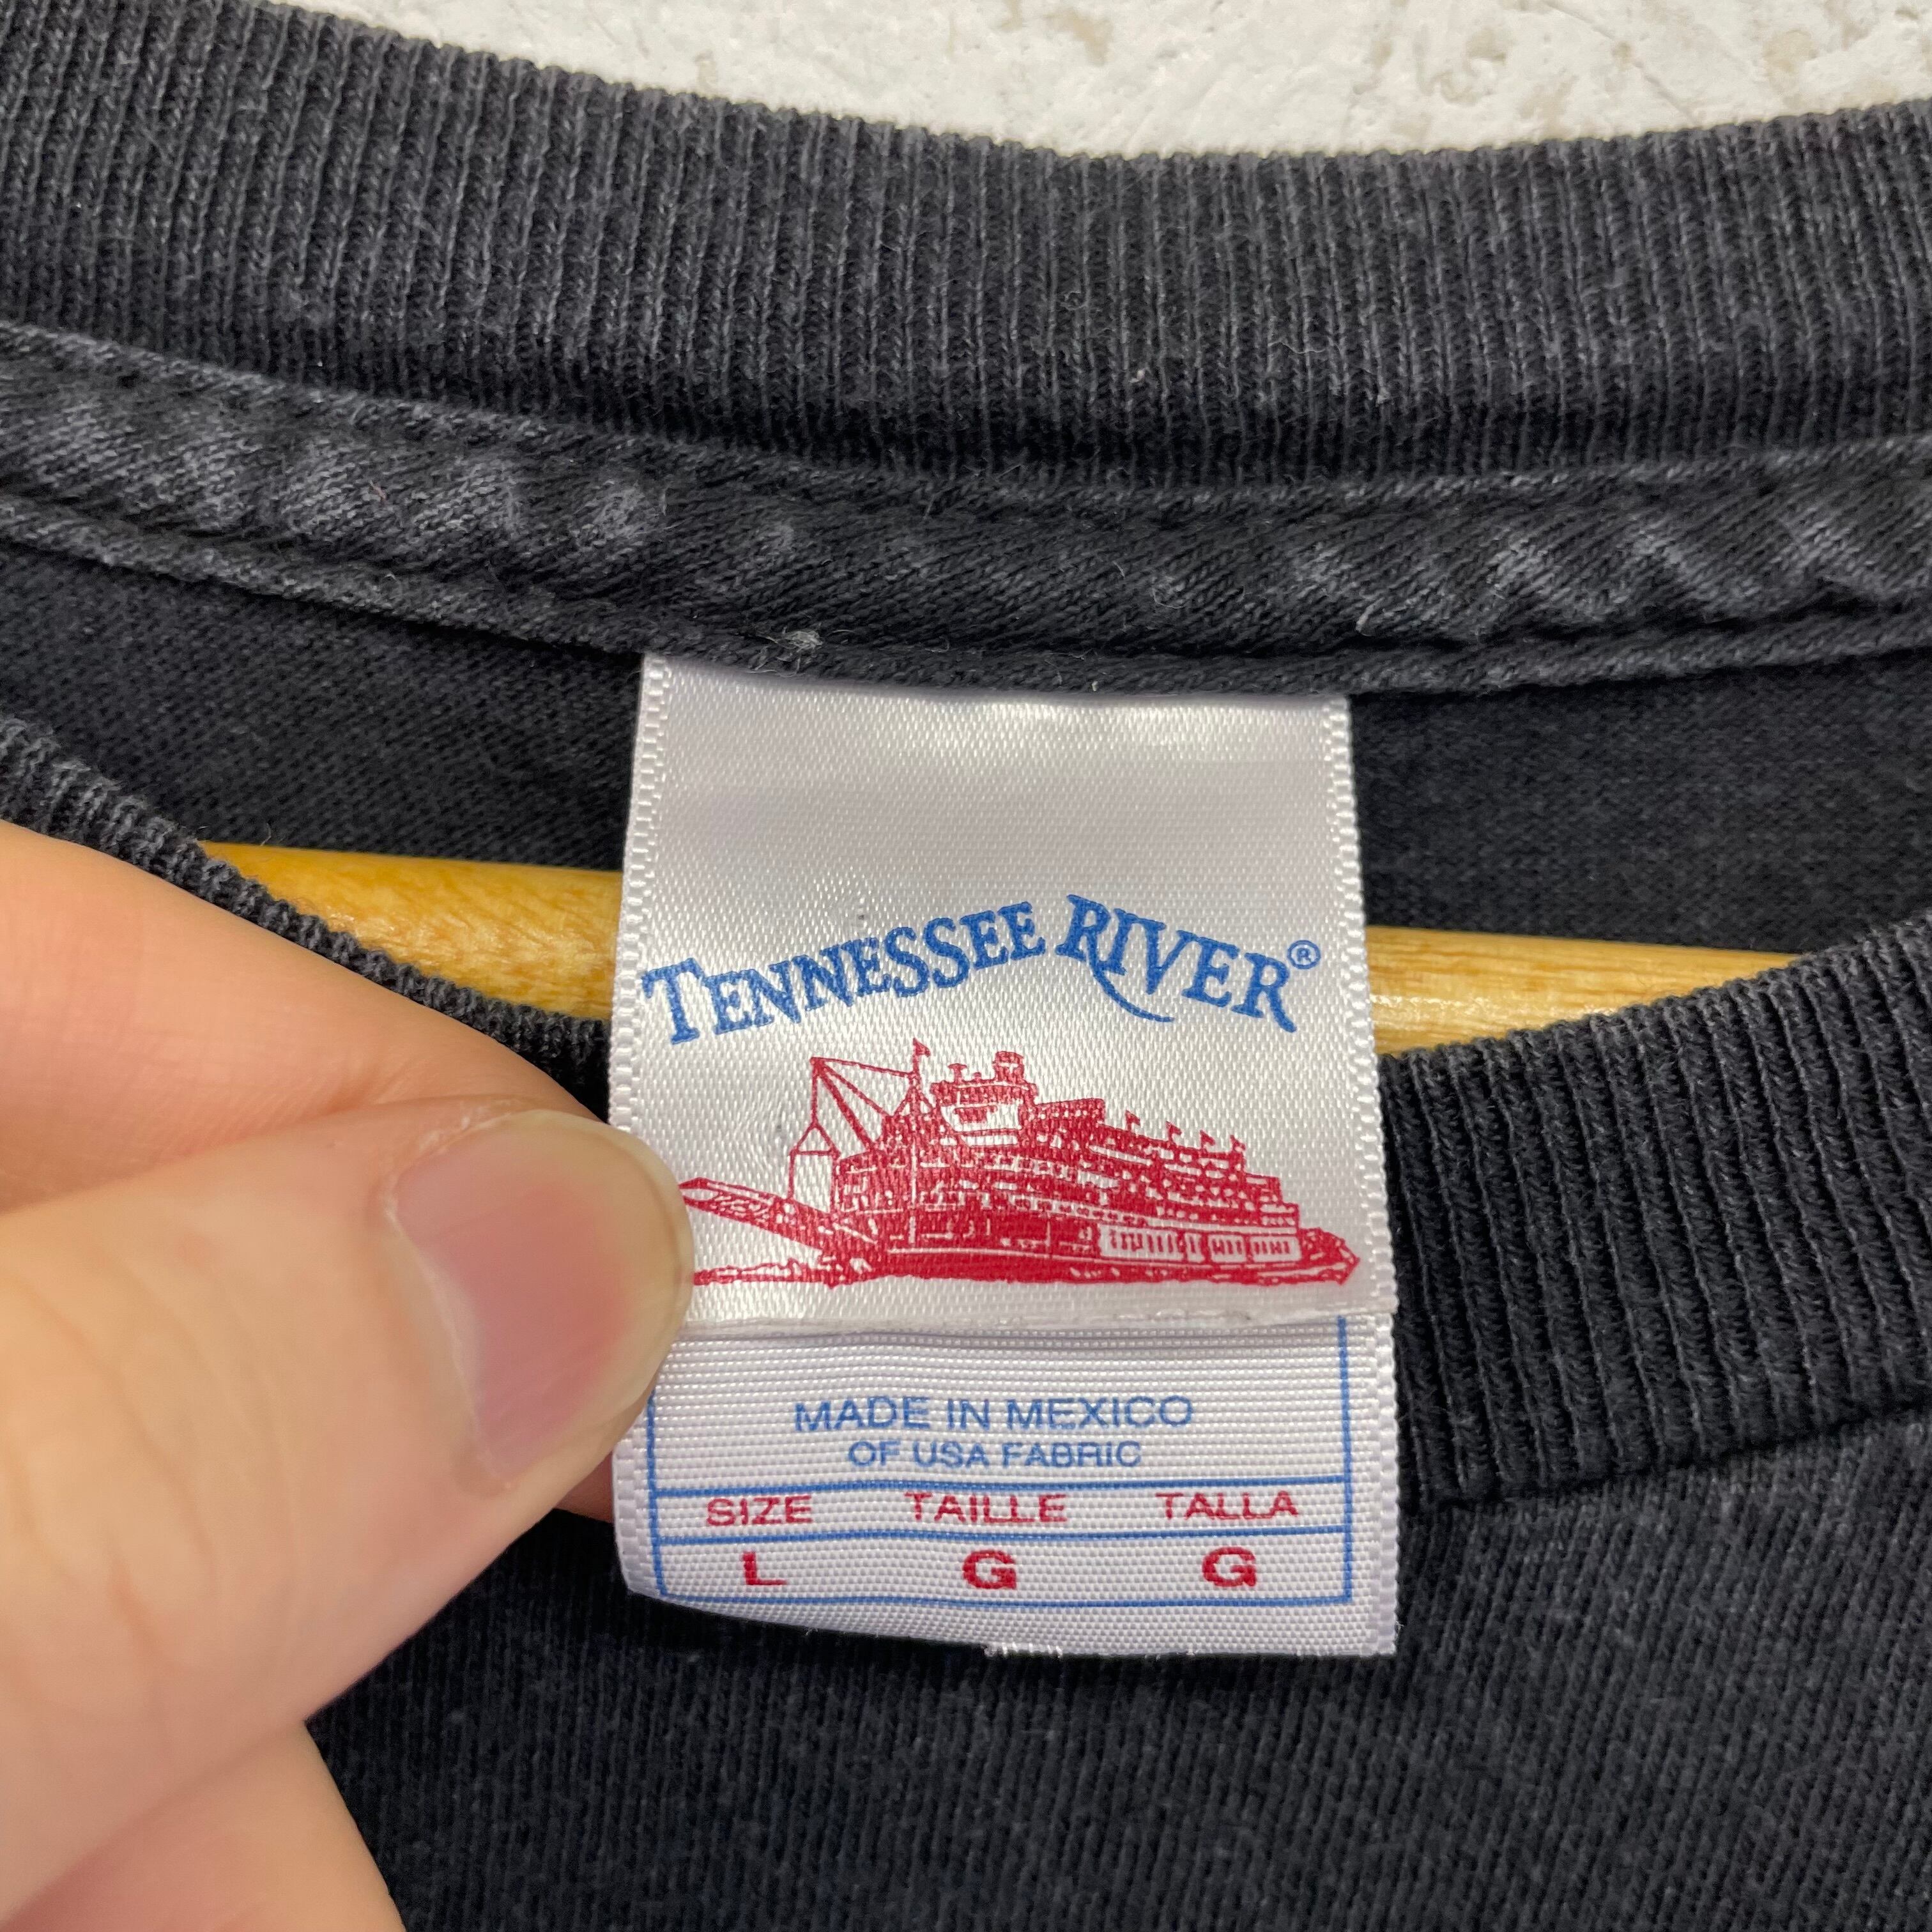 TENNESSEE RIVER®
MADE IN MEXICO
OF USA FABRIC
SIZE TAILLE TALLA
L G G